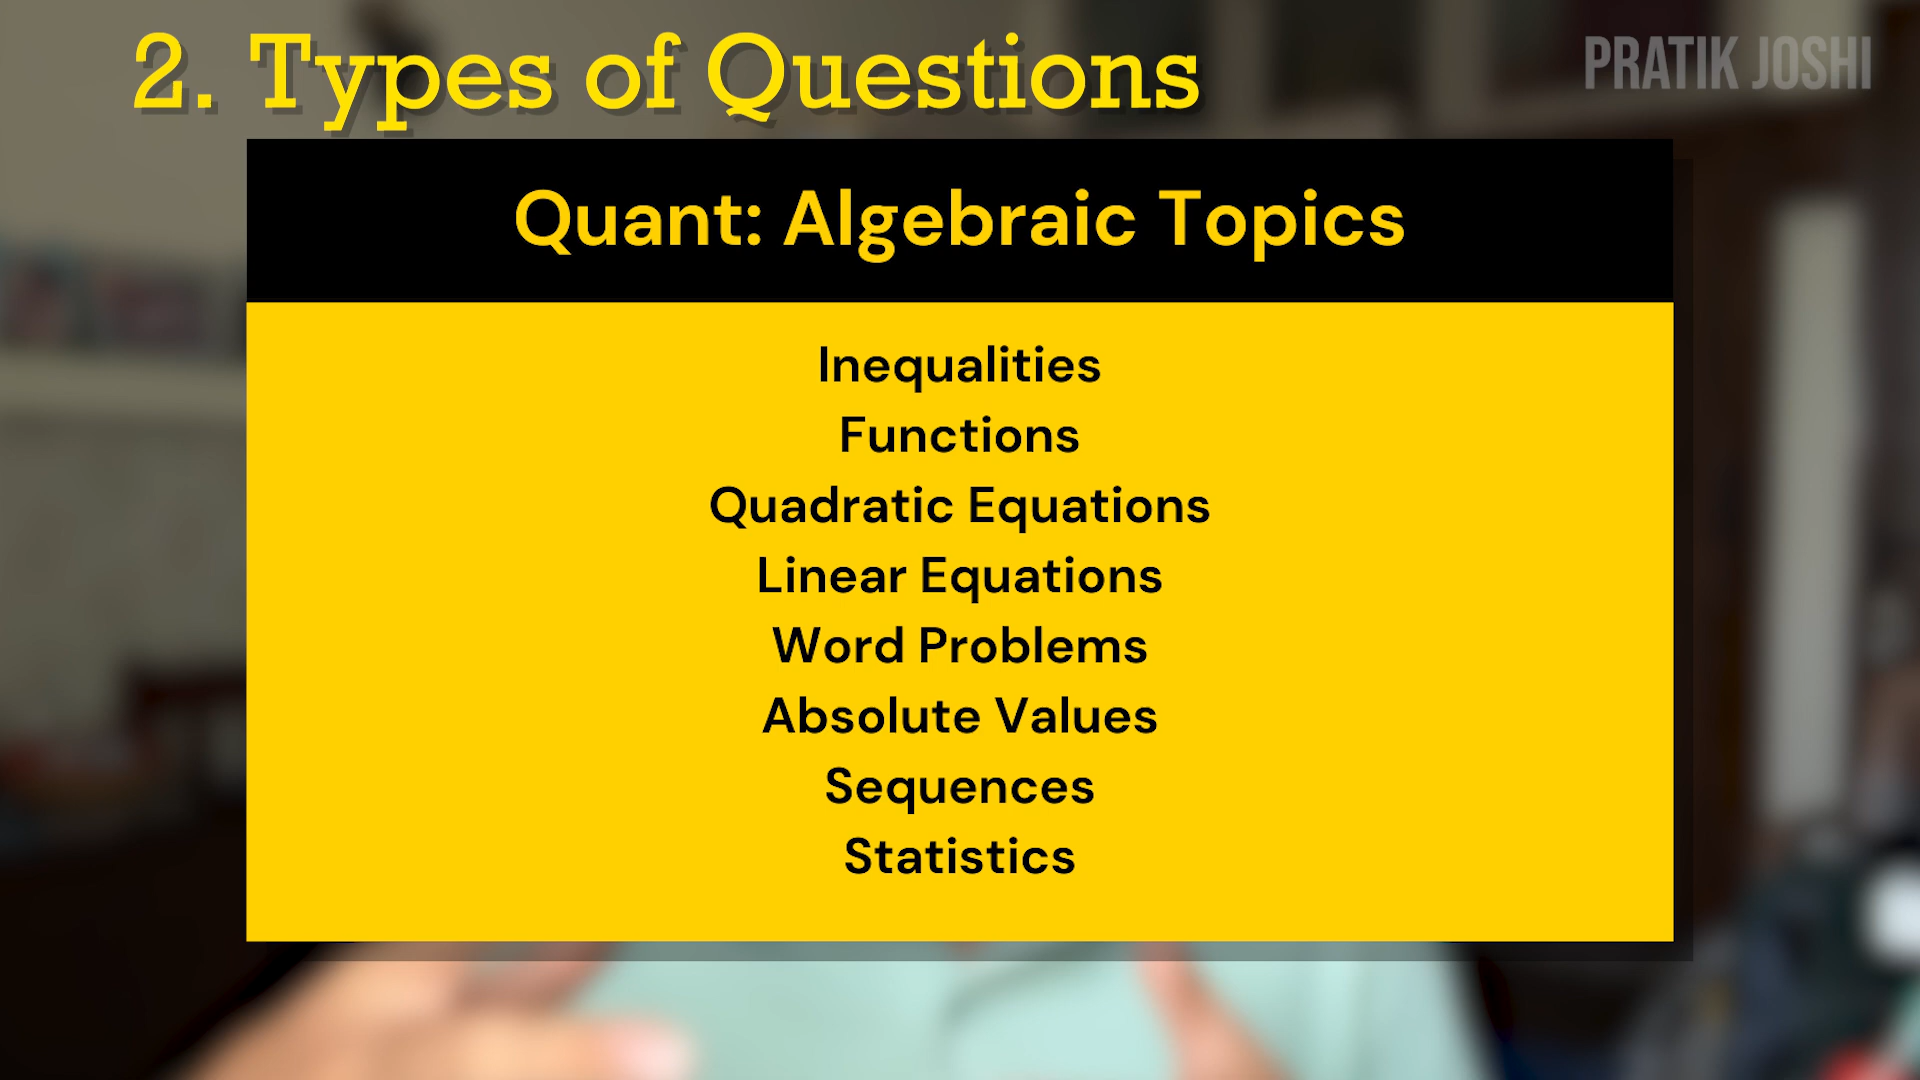 2. Types of Questions
PRATIK JOSHI
Quant: Algebraic Topics
Inequalities
Functions
Quadratic Equations
Linear Equations
Word Problems
Absolute Values
Sequences
Statistics